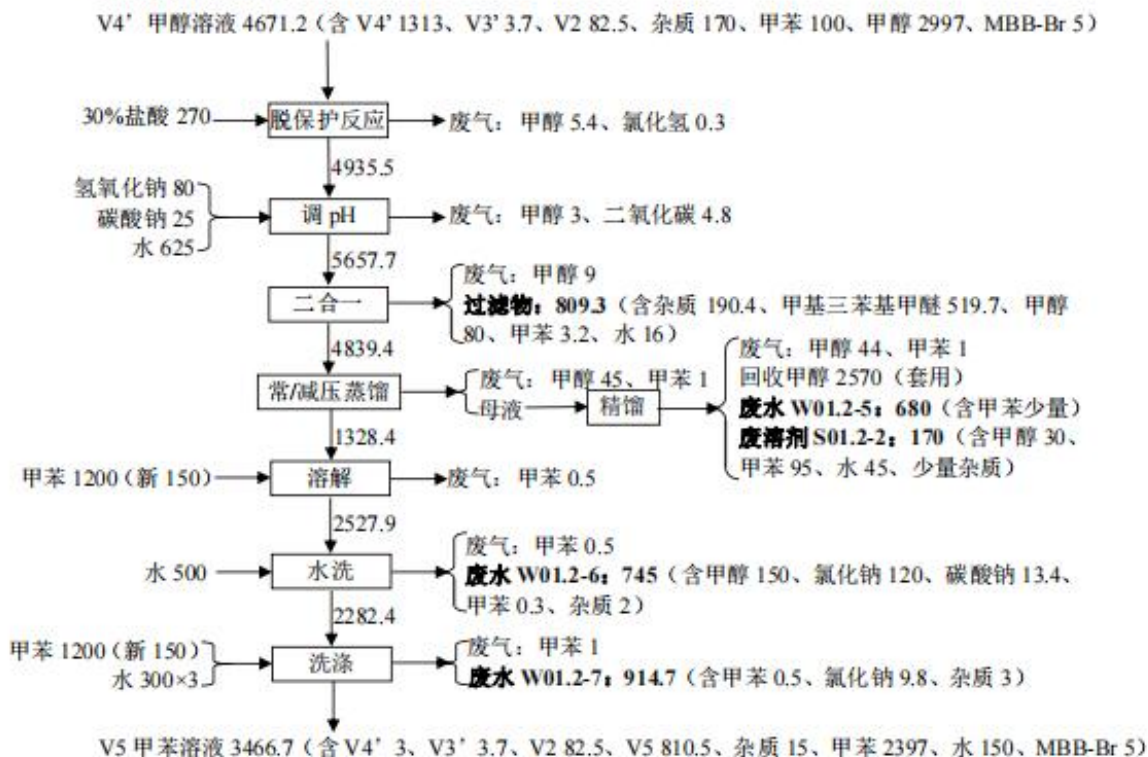 V4’ 甲醇溶液 4671.2（含 V4’ 1313、V3’ 3.7、V2 82.5、杂质 170、甲苯 100、甲醇 2997、MBB-Br 5）
30%盐酸 270
脱保护反应
废气：甲醇 5.4、氯化氢 0.3
4935.5
氢氧化钠 80
碳酸钠 25
水 625
调 pH
废气：甲醇 3、二氧化碳 4.8
5657.7
二合一
废气：甲醇 9
过滤物：809.3（含杂质 190.4、甲基三苯基甲醚 519.7、甲醇
80、甲苯 3.2、水 16）
4839.4
常/减压蒸馏
废气：甲醇 45、甲苯 1
母液
精馏
废气：甲醇 44、甲苯 1
回收甲醇 2570（套用）
废水 W01.2-5：680（含甲苯少量）
废溶剂 S01.2-2：170（含甲醇 30、
甲苯 95、水 45、少量杂质）
1328.4
甲苯 1200（新 150）
溶解
废气：甲苯 0.5
2527.9
水 500
水洗
废气：甲苯 0.5
废水 W01.2-6：745（含甲醇 150、氯化钠 120、碳酸钠 13.4、
甲苯 0.3、杂质 2）
2282.4
甲苯 1200（新 150）
水 300×3
洗涤
废气：甲苯 1
废水 W01.2-7：914.7（含甲苯 0.5、氯化钠 9.8、杂质 3）
V5 甲苯溶液 3466.7（含 V4’ 3、V3’ 3.7、V2 82.5、V5 810.5、杂质 15、甲苯 2397、水 150、MBB-Br 5）